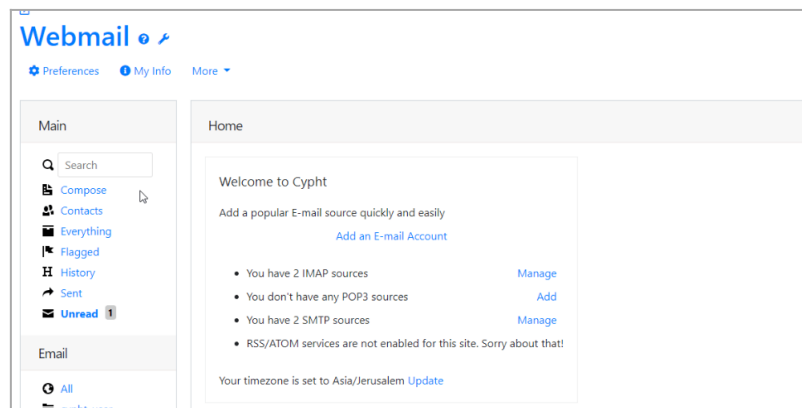 Webmail
Preferences My Info More
Main
Search
Compose
Contacts
Everything
Flagged
History
Sent
Unread 1
Email
All
Home
Welcome to Cypht
Add a popular E-mail source quickly and easily
Add an E-mail Account
You have 2 IMAP sources Manage
You don't have any POP3 sources Add
You have 2 SMTP sources Manage
RSS/ATOM services are not enabled for this site. Sorry about that!
Your timezone is set to Asia/Jerusalem Update